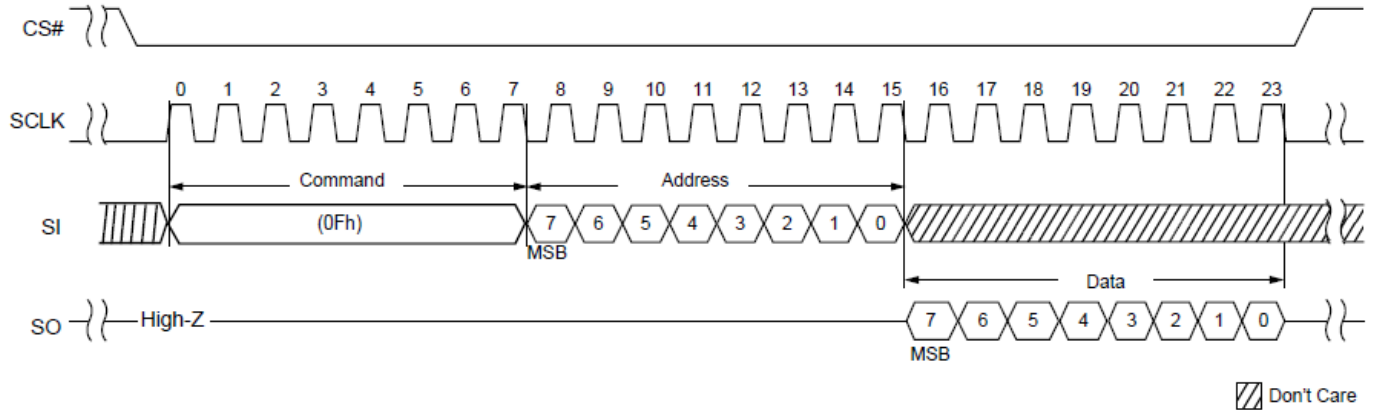 CS#
0 1 2 3 4 5 6 7 8 9 10 11 12 13 14 15 16 17 18 19 20 21 22 23
SCLK
Command Address
SI (0Fh) 7 6 5 4 3 2 1 0
MSB
Data
SO High-Z 7 6 5 4 3 2 1 0
MSB
Don't Care